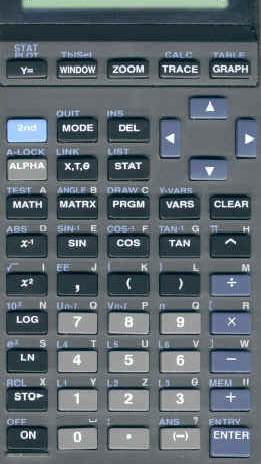 STAT
PLOT TblSet CALC TABLE
Y= WINDOW ZOOM TRACE GRAPH
QUIT INS
2nd MODE DEL
A-LOCK LINK LIST
ALPHA X,T,θ STAT
TEST A ANGLE B DRAW C Y-VARS
MATH MATRX PRGM VARS CLEAR
ABS D SIN-1 E COS-1 F TAN-1 G π H
x-1 SIN COS TAN ^
√ I EE J { K } L M
x2 , ( ) ÷
10x N Un-1 O Vn-1 P n Q [ R
LOG 7 8 9 ×
ex S L4 T L5 U L6 V ] W
LN 4 5 6 −
RCL X L1 Y L2 Z L3 θ MEM "
STO▸ 1 2 3 +
OFF ANS ? ENTRY
ON 0 . (−) ENTER